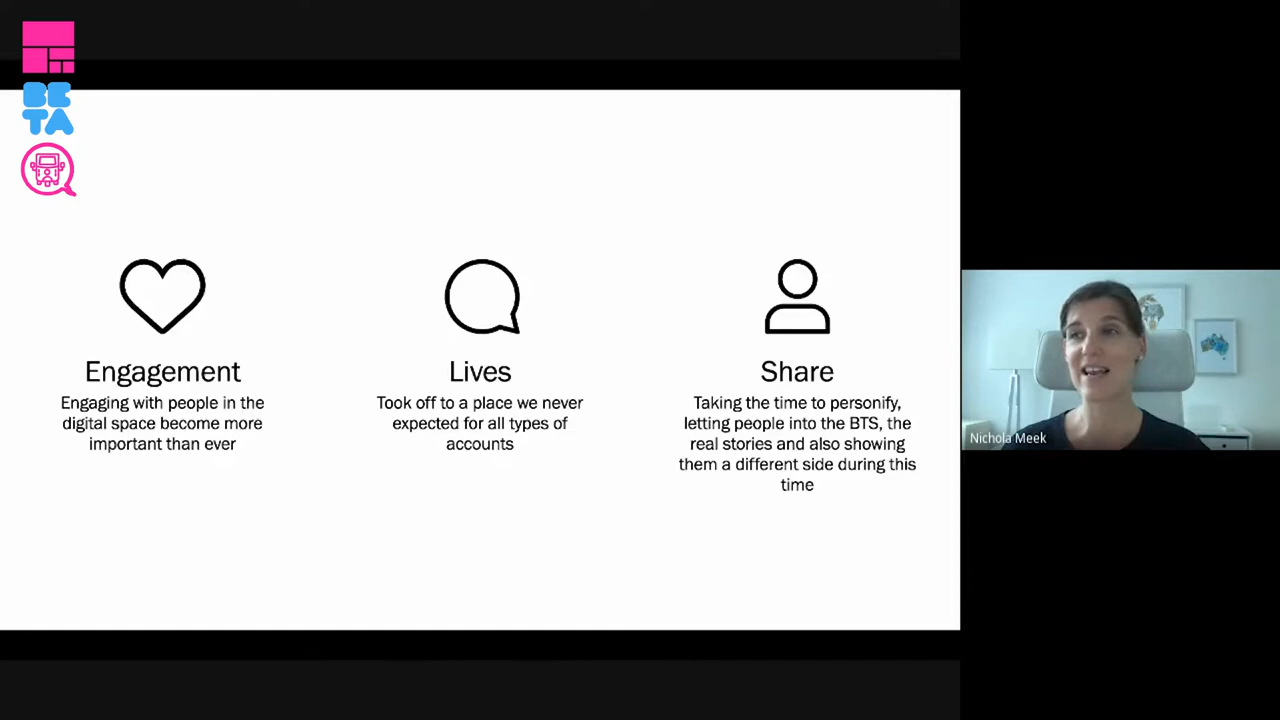 BE
TA
Engagement
Engaging with people in the
digital space become more
important than ever
Lives
Took off to a place we never
expected for all types of
accounts
Share
Taking the time to personify,
letting people into the BTS, the
real stories and also showing
them a different side during this
time
Nichola Meek